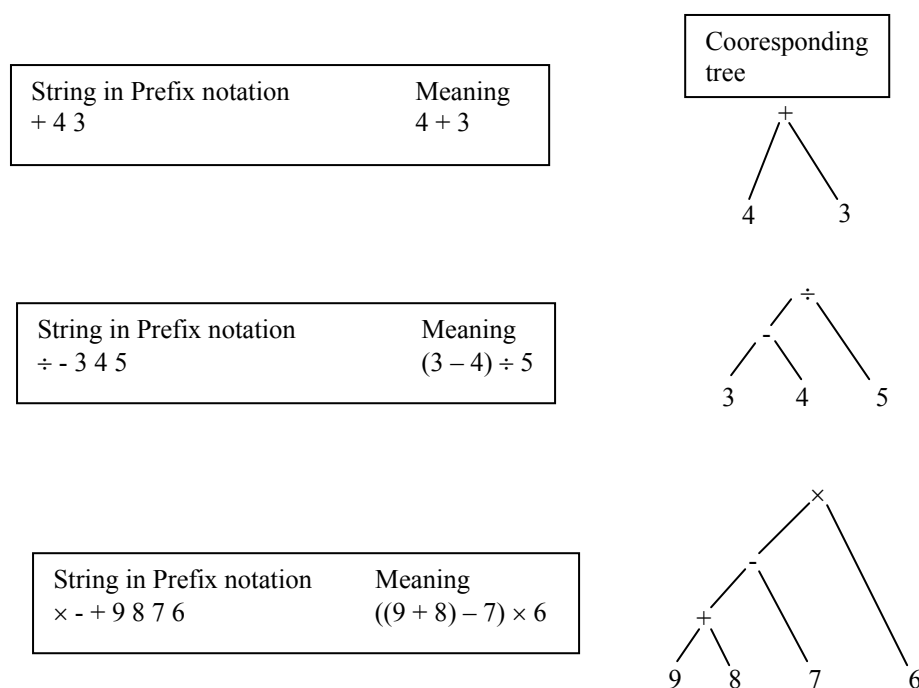 Cooresponding
tree
String in Prefix notation Meaning
+ 4 3 4 + 3
+
4 3
String in Prefix notation Meaning
÷ - 3 4 5 (3 – 4) ÷ 5
÷
-
3 4 5
String in Prefix notation Meaning
× - + 9 8 7 6 ((9 + 8) – 7) × 6
×
-
+
9 8 7 6